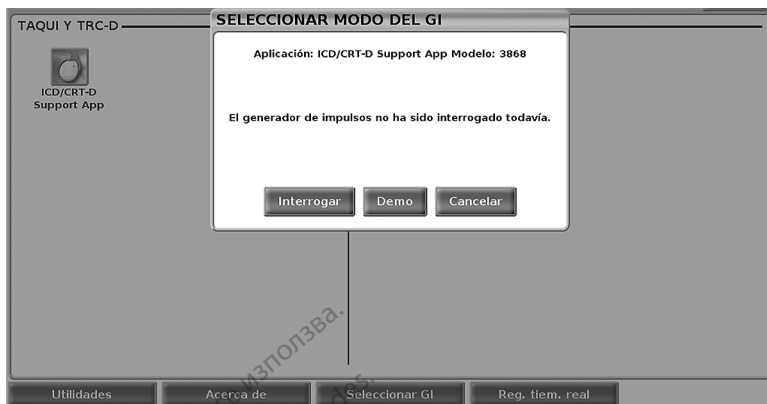 TAQUI Y TRC-D
SELECCIONAR MODO DEL GI
Aplicación: ICD/CRT-D Support App Modelo: 3868
ICD/CRT-D
Support App
El generador de impulsos no ha sido interrogado todavía.
Interrogar
Demo
Cancelar
използва.
Utilidades
Acerca de
Seleccionar GI
Reg. tiem. real